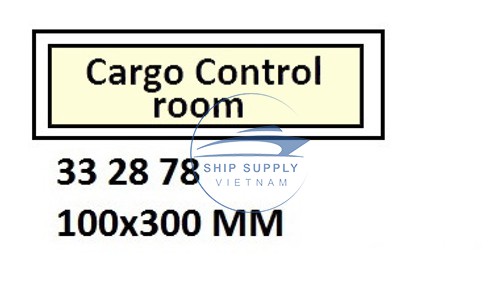 Cargo Control
room
33 28 78
SHIP SUPPLY
VIETNAM
100x300 MM